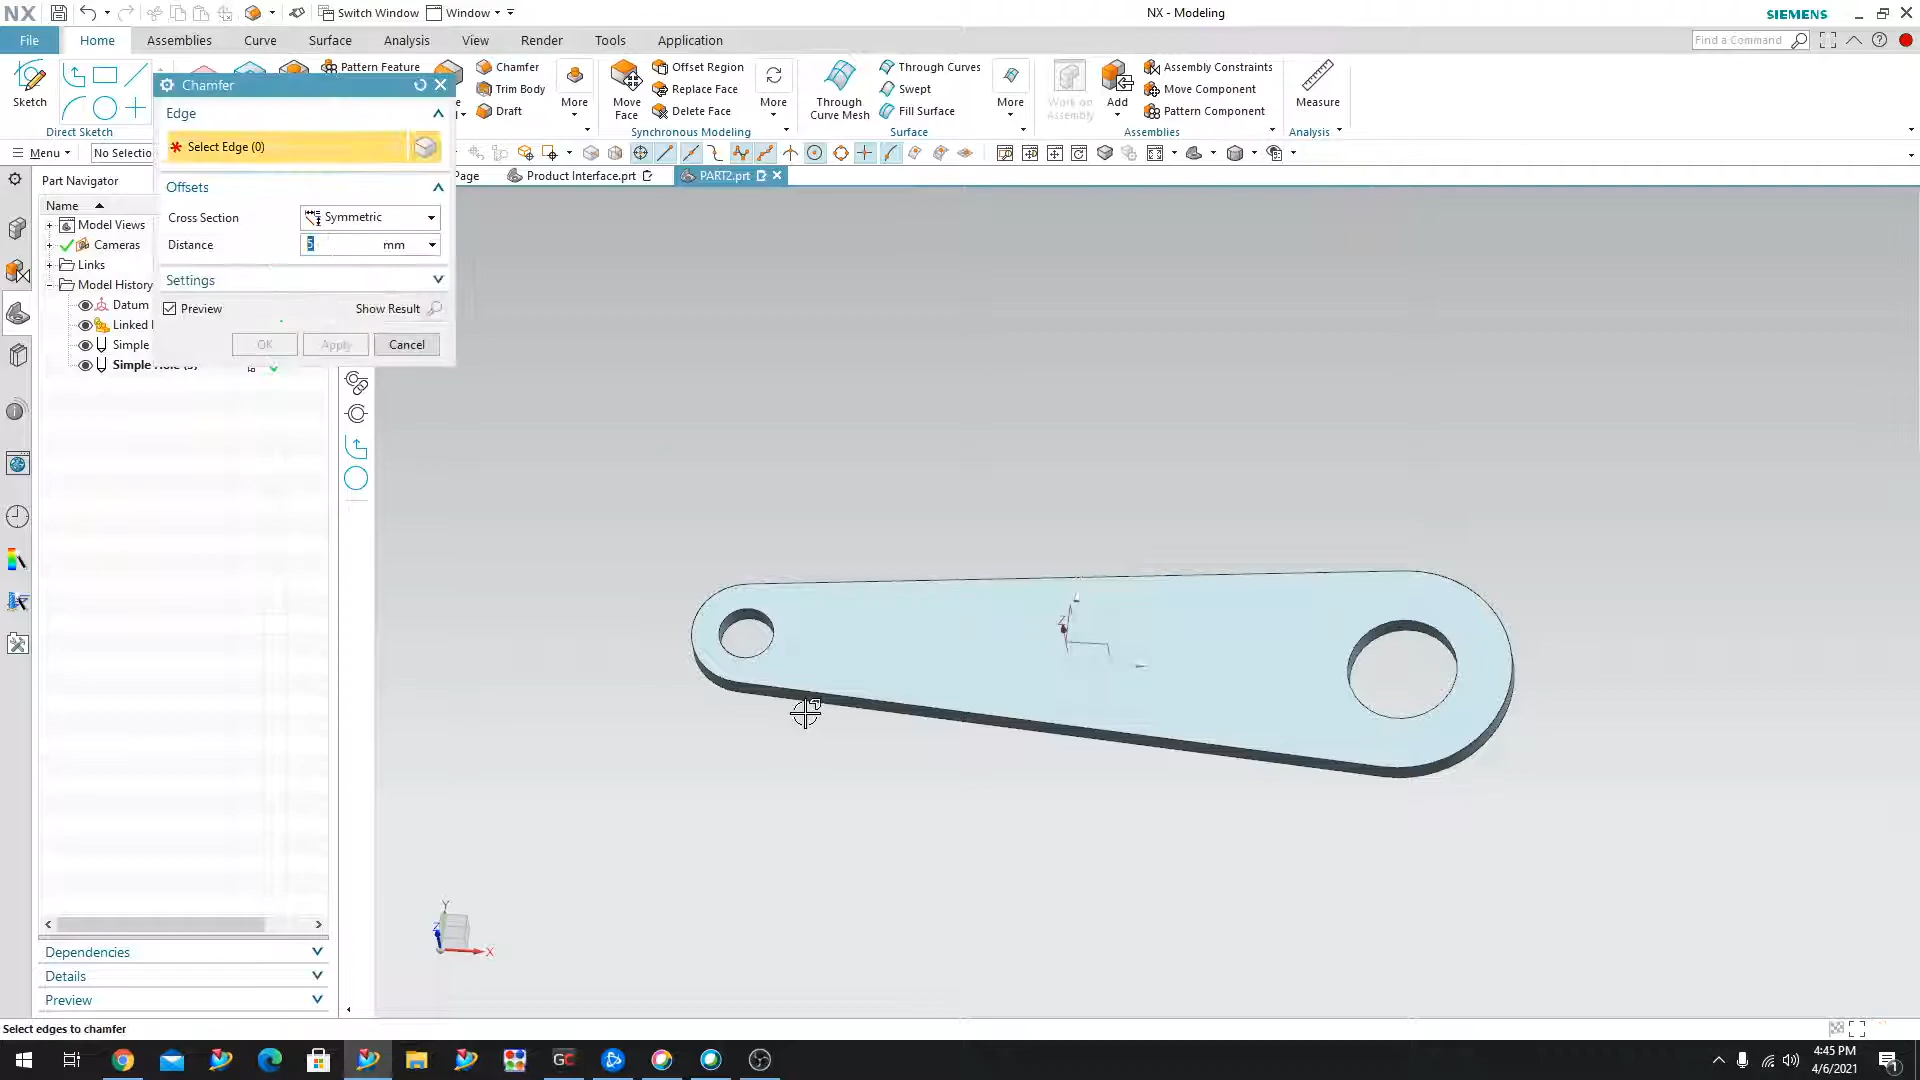 NX
Switch Window
Window
NX - Modeling
SIEMENS
File
Home
Assemblies
Curve
Surface
Analysis
View
Render
Tools
Application
Find a Command
Sketch
Direct Sketch
Pattern Feature
Chamfer
Trim Body
Draft
More
Move
Face
Offset Region
Replace Face
Delete Face
More
Synchronous Modeling
Through
Curve Mesh
Through Curves
Swept
Fill Surface
More
Surface
Work on
Assembly
Add
Assembly Constraints
Move Component
Pattern Component
Assemblies
Measure
Analysis
Menu
No Selectio
Page
Product Interface.prt
PART2.prt
Chamfer
Edge
* Select Edge (0)
Offsets
Cross Section
Symmetric
Distance
5
mm
Settings
Preview
Show Result
OK
Apply
Cancel
Part Navigator
Name
Model Views
Cameras
Links
Model History
Datum
Linked
Simple
Simple
Dependencies
Details
Preview
Z
Y
Z
X
Select edges to chamfer
GC
4:45 PM
4/6/2021
1